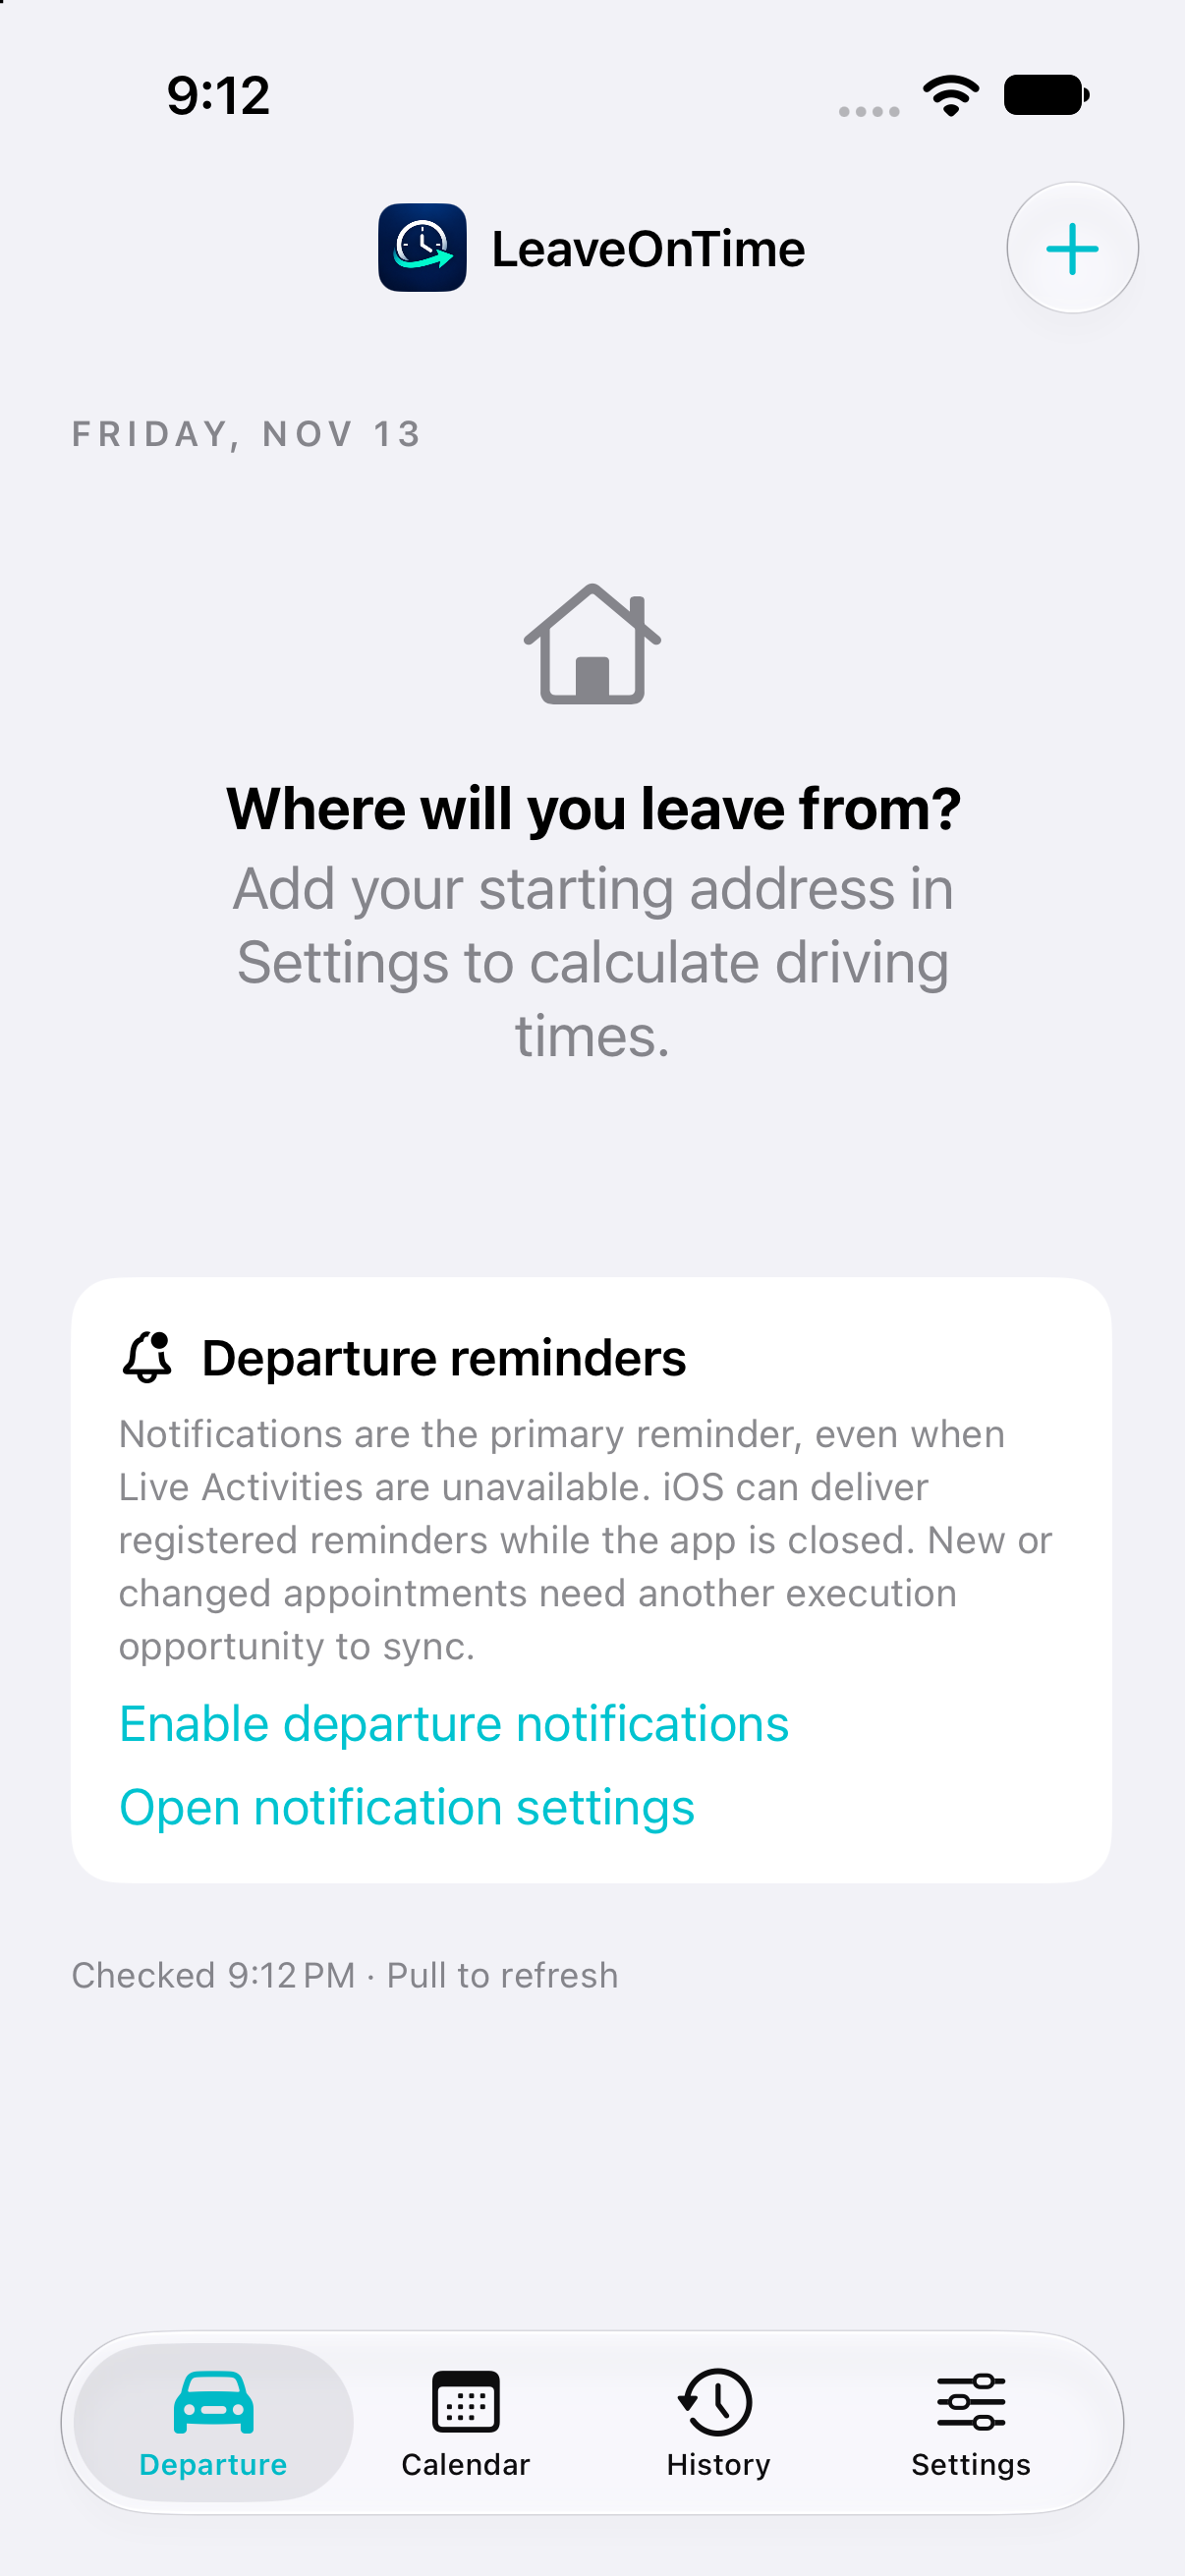 9:12
LeaveOnTime
FRIDAY, NOV 13
Where will you leave from?
Add your starting address in
Settings to calculate driving
times.
Departure reminders
Notifications are the primary reminder, even when
Live Activities are unavailable. iOS can deliver
registered reminders while the app is closed. New or
changed appointments need another execution
opportunity to sync.
Enable departure notifications
Open notification settings
Checked 9:12 PM · Pull to refresh
Departure
Calendar
History
Settings